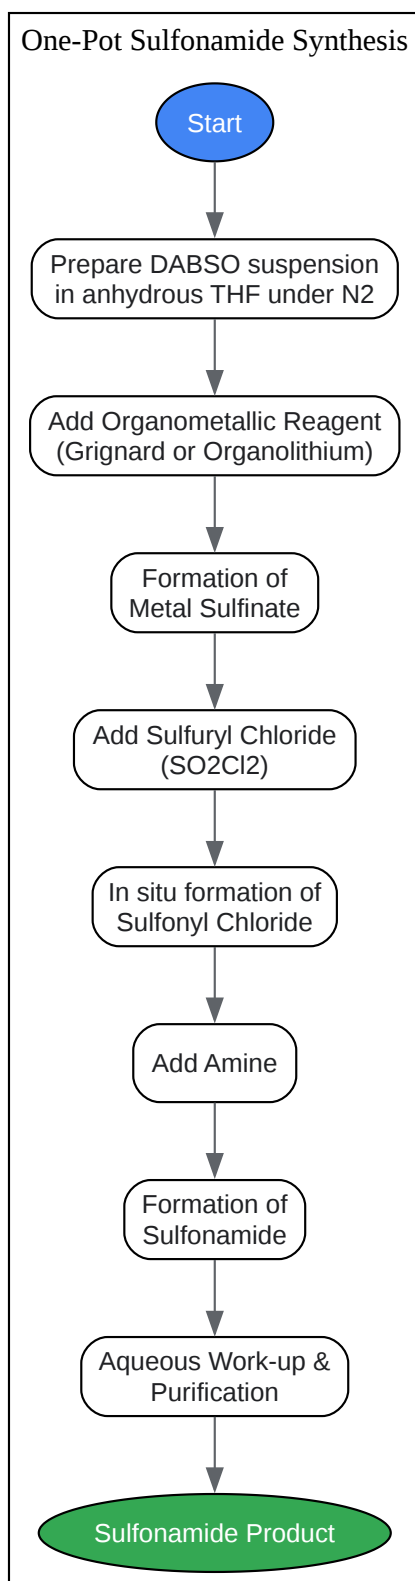 One-Pot Sulfonamide Synthesis
Start
Prepare DABSO suspension
in anhydrous THF under N2
Add Organometallic Reagent
(Grignard or Organolithium)
Formation of
Metal Sulfinate
Add Sulfuryl Chloride
(SO2Cl2)
In situ formation of
Sulfonyl Chloride
Add Amine
Formation of
Sulfonamide
Aqueous Work-up &
Purification
Sulfonamide Product